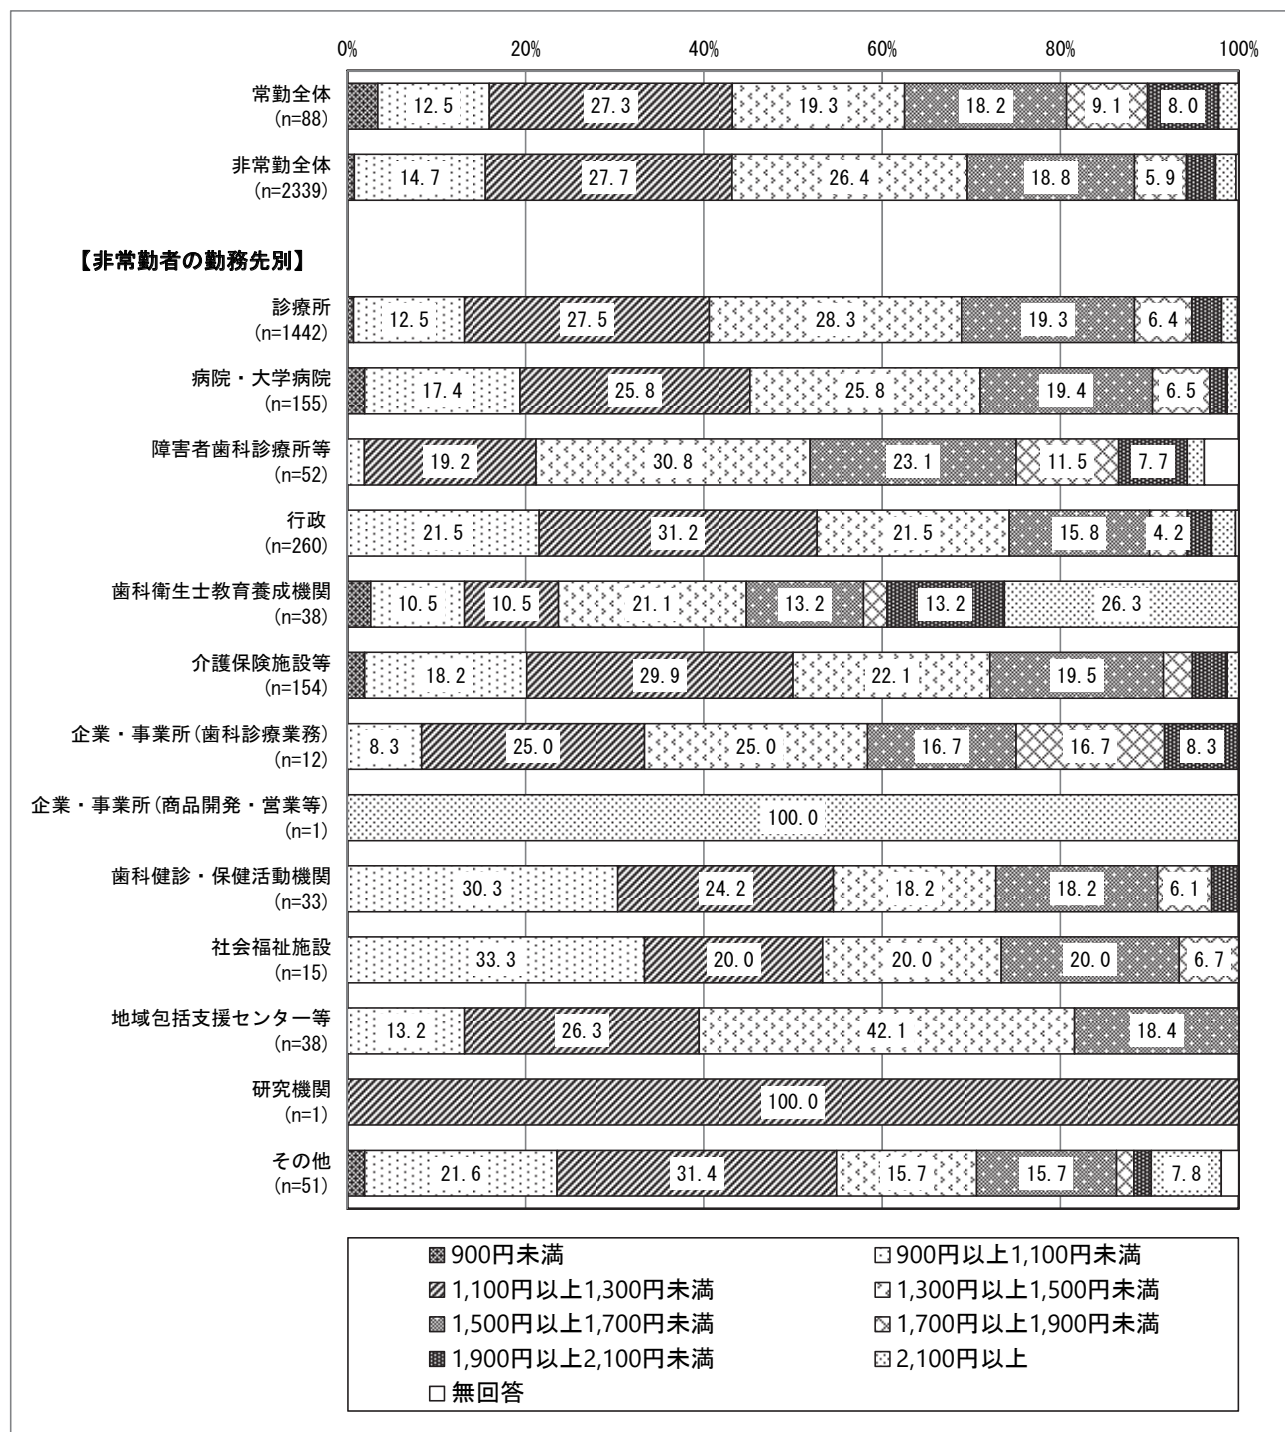 0% 20% 40% 60% 80% 100%
常勤全体
(n=88)
12.5 27.3 19.3 18.2 9.1 8.0
非常勤全体
(n=2339)
14.7 27.7 26.4 18.8 5.9
【非常勤者の勤務先別】
診療所
(n=1442)
12.5 27.5 28.3 19.3 6.4
病院・大学病院
(n=155)
17.4 25.8 25.8 19.4 6.5
障害者歯科診療所等
(n=52)
19.2 30.8 23.1 11.5 7.7
行政
(n=260)
21.5 31.2 21.5 15.8 4.2
歯科衛生士教育養成機関
(n=38)
10.5 10.5 21.1 13.2 13.2 26.3
介護保険施設等
(n=154)
18.2 29.9 22.1 19.5
企業・事業所(歯科診療業務)
(n=12)
8.3 25.0 25.0 16.7 16.7 8.3
企業・事業所(商品開発・営業等)
(n=1)
100.0
歯科健診・保健活動機関
(n=33)
30.3 24.2 18.2 18.2 6.1
社会福祉施設
(n=15)
33.3 20.0 20.0 20.0 6.7
地域包括支援センター等
(n=38)
13.2 26.3 42.1 18.4
研究機関
(n=1)
100.0
その他
(n=51)
21.6 31.4 15.7 15.7 7.8
900円未満 900円以上1,100円未満
1,100円以上1,300円未満 1,300円以上1,500円未満
1,500円以上1,700円未満 1,700円以上1,900円未満
1,900円以上2,100円未満 2,100円以上
無回答